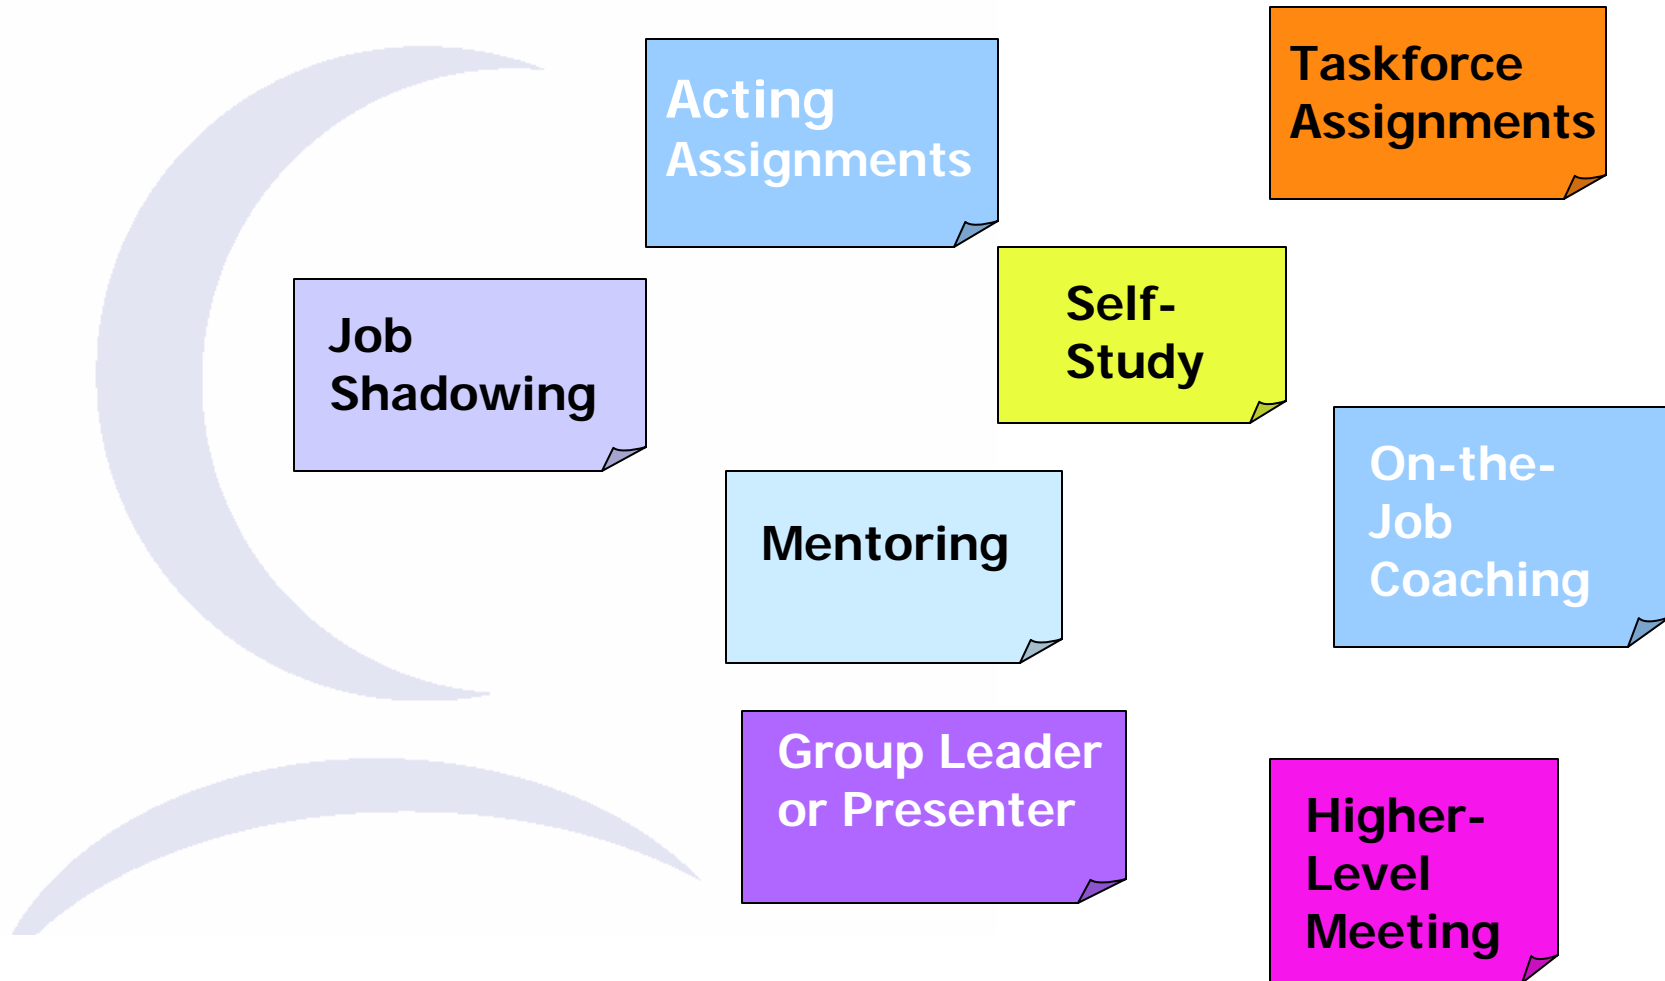 Acting
Assignments
Taskforce
Assignments
Job
Shadowing
Self-
Study
Mentoring
On-the-
Job
Coaching
Group Leader
or Presenter
Higher-
Level
Meeting